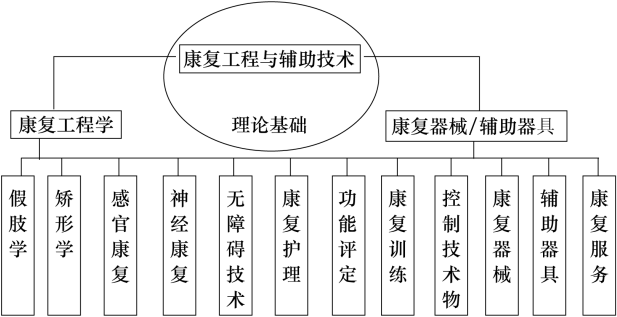 康复工程与辅助技术
理论基础
康复工程学
康复器械/辅助器具
假肢学
矫形学
感官康复
神经康复
无障碍技术
康复护理
功能评定
康复训练
控制技术物
康复器械
辅助器具
康复服务